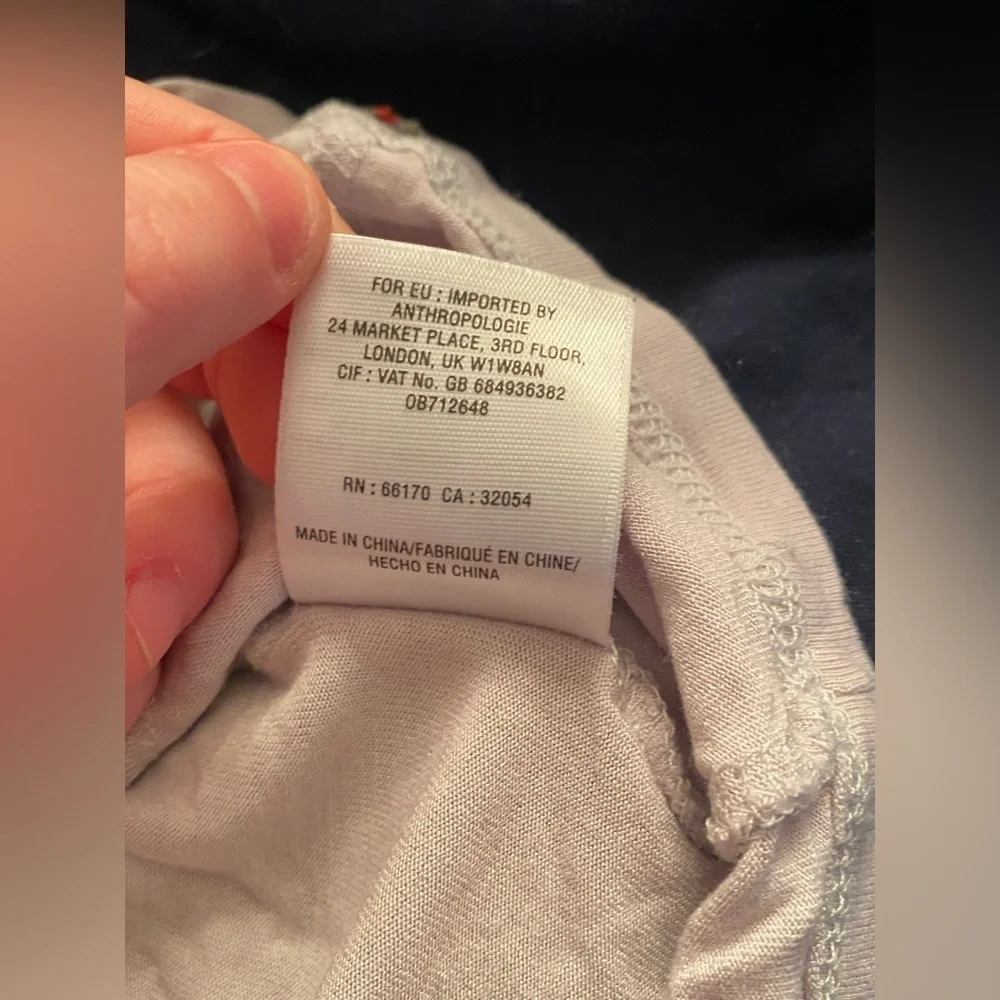 FOR EU : IMPORTED BY
ANTHROPOLOGIE
24 MARKET PLACE, 3RD FLOOR,
LONDON, UK W1W8AN
CIF : VAT No. GB 684936382
OB712648
RN : 66170 CA : 32054
MADE IN CHINA/FABRIQUÉ EN CHINE/
HECHO EN CHINA